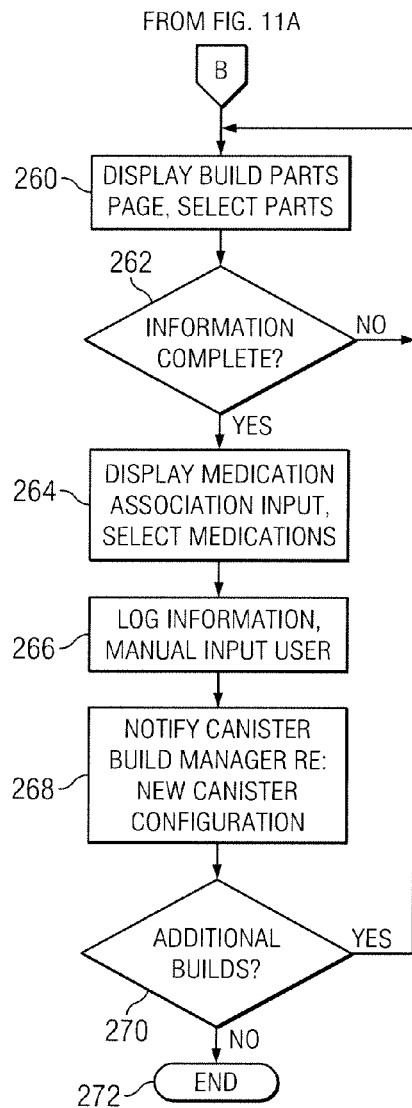 FROM FIG. 11A
B
260
DISPLAY BUILD PARTS
PAGE, SELECT PARTS
262
INFORMATION
COMPLETE?
NO
YES
264
DISPLAY MEDICATION
ASSOCIATION INPUT,
SELECT MEDICATIONS
266
LOG INFORMATION,
MANUAL INPUT USER
268
NOTIFY CANISTER
BUILD MANAGER RE:
NEW CANISTER
CONFIGURATION
ADDITIONAL
BUILDS?
YES
270
NO
272
END